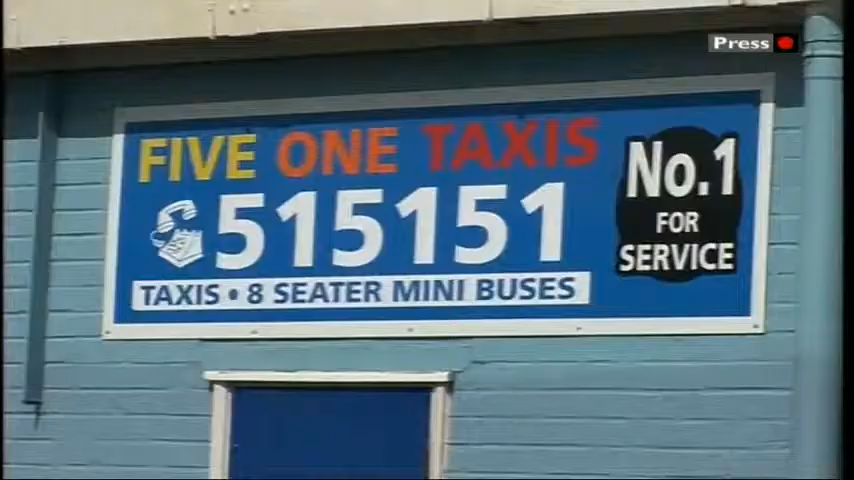 Press
FIVE ONE TAXIS
515151
TAXIS • 8 SEATER MINI BUSES
No.1
FOR
SERVICE